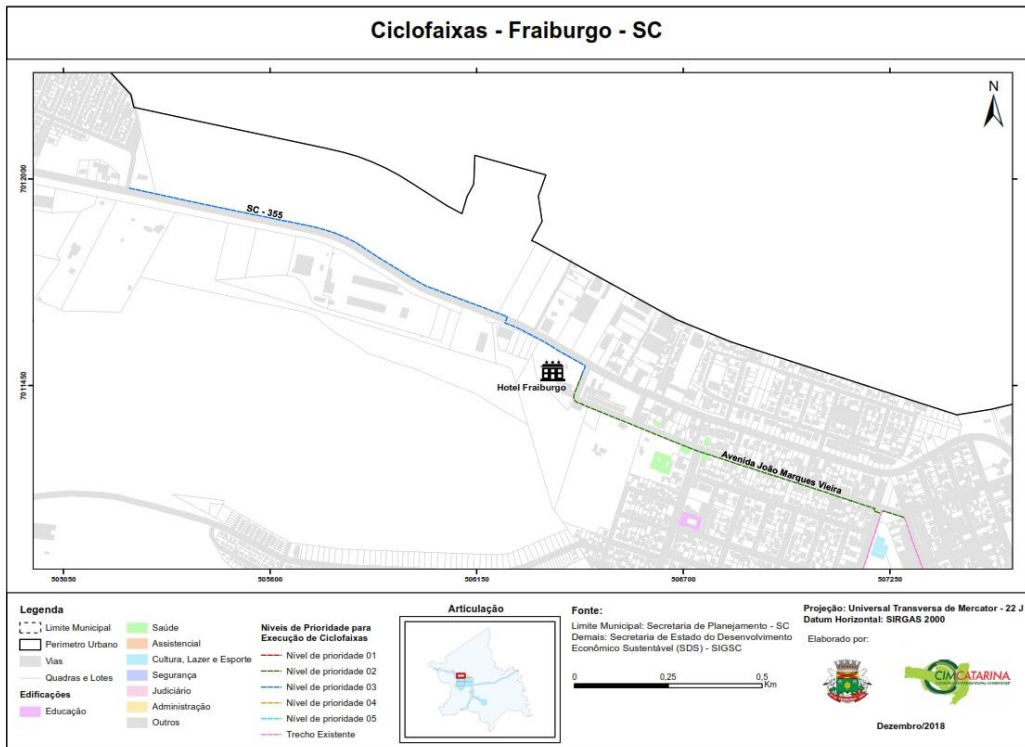 Ciclofaixas - Fraiburgo - SC
N
7012000
SC - 355
7011450
Hotel Fraiburgo
Avenida João Marques Vieira
505050
505600
506150
506700
507250
Legenda
Limite Municipal
Perímetro Urbano
Vias
Quadras e Lotes
Edificações
Educação
Saúde
Assistencial
Cultura, Lazer e Esporte
Segurança
Judiciário
Administração
Outros
Níveis de Prioridade para
Execução de Ciclofaixas
Nível de prioridade 01
Nível de prioridade 02
Nível de prioridade 03
Nível de prioridade 04
Nível de prioridade 05
Trecho Existente
Articulação
Fonte:
Limite Municipal: Secretaria de Planejamento - SC
Demais: Secretaria de Estado do Desenvolvimento
Econômico Sustentável (SDS) - SIGSC
0
0,25
0,5
Km
Projeção: Universal Transversa de Mercator - 22 J
Datum Horizontal: SIRGAS 2000
Elaborado por:
CIMCATARINA
Dezembro/2018